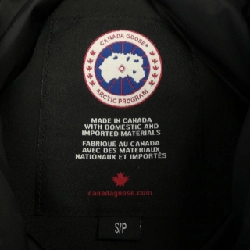 CANADA GOOSE
ARCTIC PROGRAM
MADE IN CANADA
WITH DOMESTIC AND
IMPORTED MATERIALS
FABRIQUÉ AU CANADA
AVEC DES MATERIELS
NATIONAUX ET IMPORTÉS
canadagoose.com
S/P